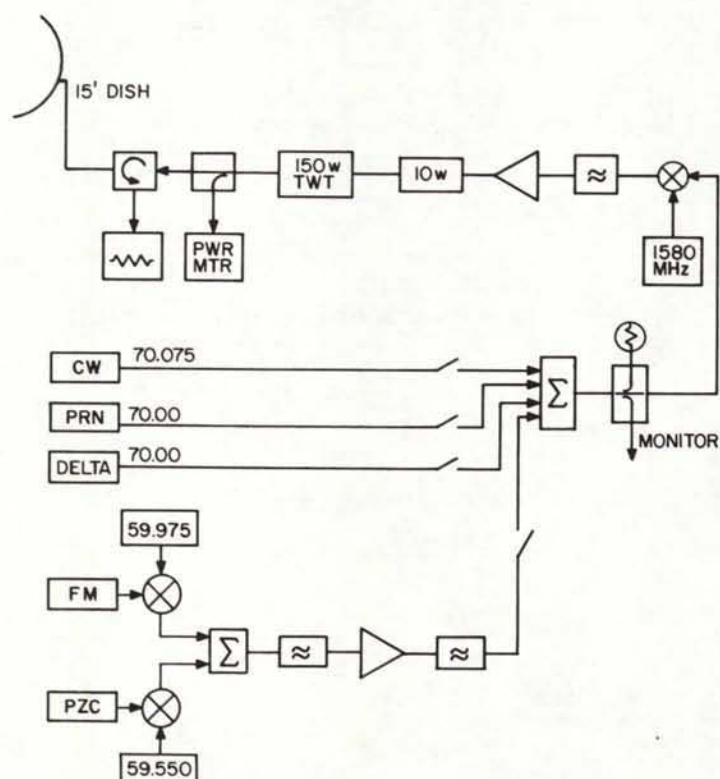 15' DISH
150w
TWT
10w
PWR
MTR
1580
MHz
CW
70.075
Σ
PRN
70.00
DELTA
70.00
MONITOR
59.975
FM
Σ
PZC
59.550